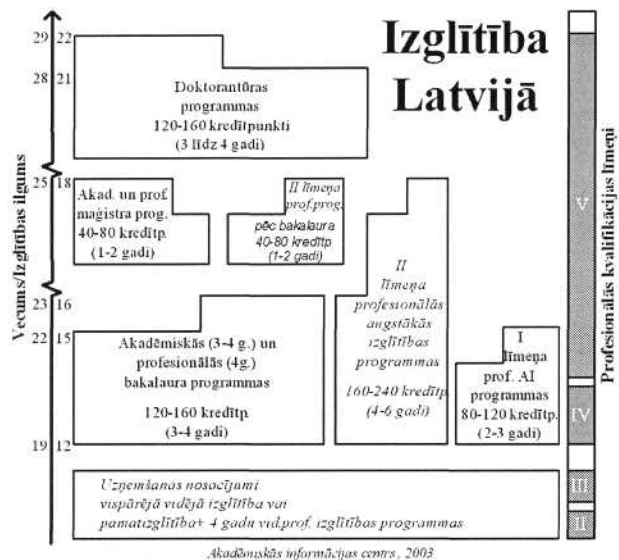 Izglītība
Latvijā
29 22
28 21
Doktorantūras
programmas
120-160 kredītpunkti
(3 līdz 4 gadi)
25 18
Akad. un prof.
maģistra prog.
40-80 kredītp.
(1-2 gadi)
II līmeņa
prof.prog.
pēc bakalaura
40-80 kredītp.
(1-2 gadi)
23 16
22 15
Akadēmiskās (3-4 g.) un
profesionālās (4g.)
bakalaura programmas
120-160 kredītp.
(3-4 gadi)
II
līmeņa
profesionālās
augstākās
izglītības
programmas
160-240 kredītp.
(4-6 gadi)
I
līmeņa
prof. AI
programmas
80-120 kredītp.
(2-3 gadi)
19 12
Uzņemšanas nosacījumi
vispārējā vidējā izglītība vai
pamatizglītība+ 4 gadu vid.prof. izglītības programmas
Vecums/Izglītības ilgums
V
IV
III
II
Profesionālās kvalifikācijas līmeņi
Akadēmiskās informācijas centrs, 2003